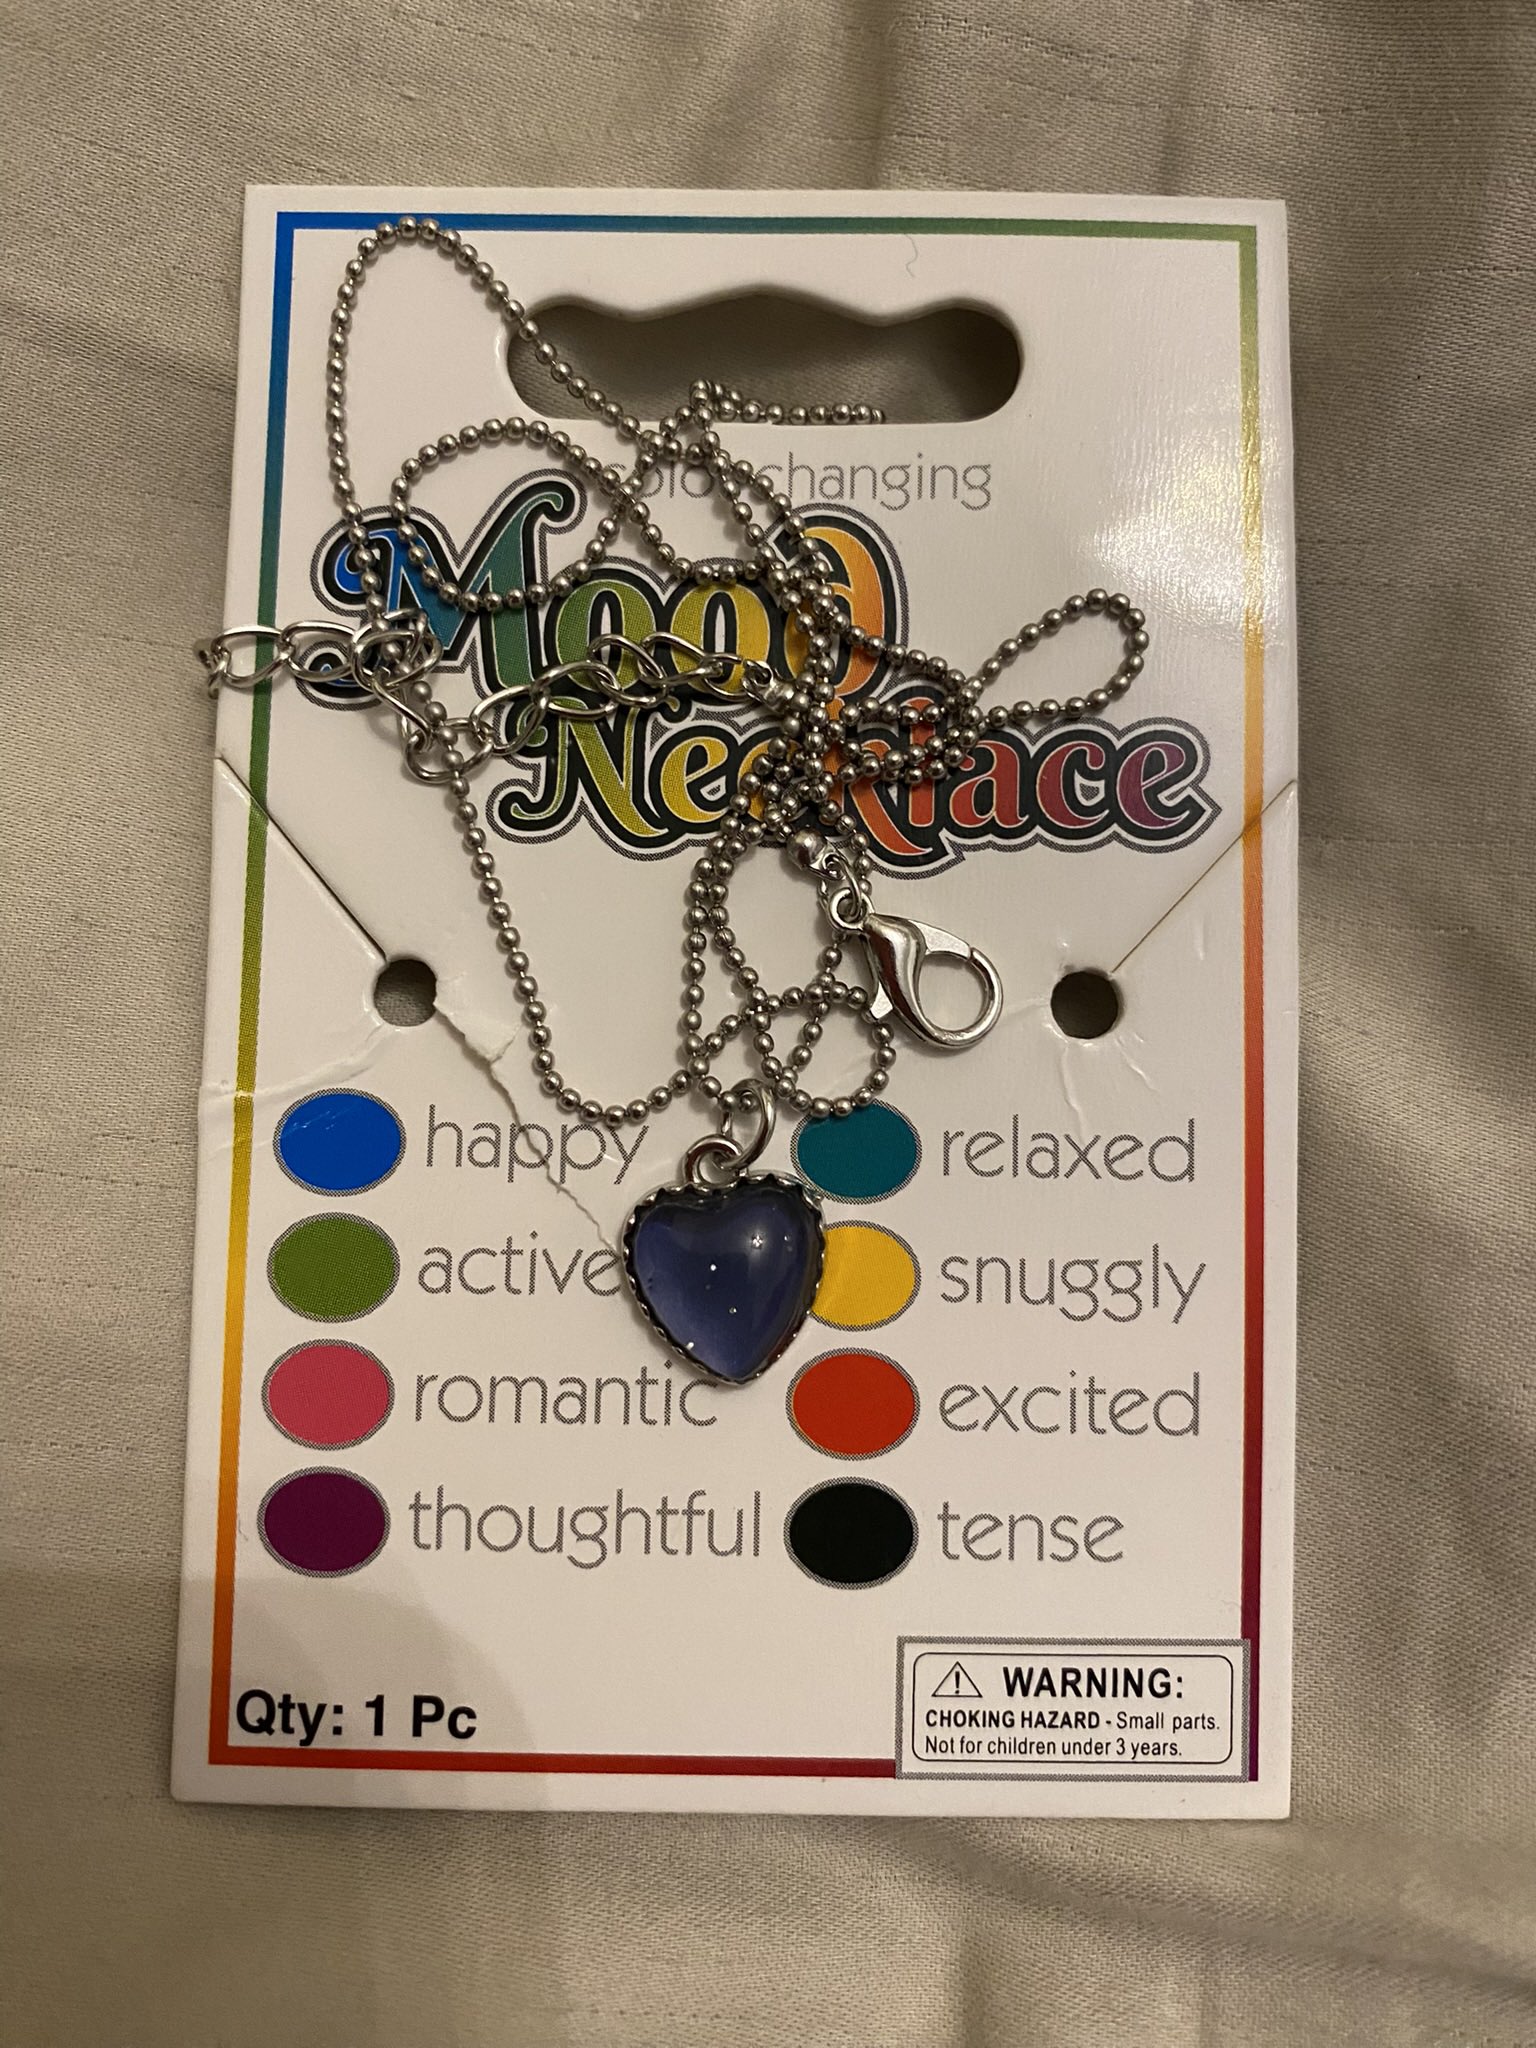 color changing
Mood
Necklace
happy relaxed
active snuggly
romantic excited
thoughtful tense
Qty: 1 Pc
WARNING:
CHOKING HAZARD - Small parts.
Not for children under 3 years.